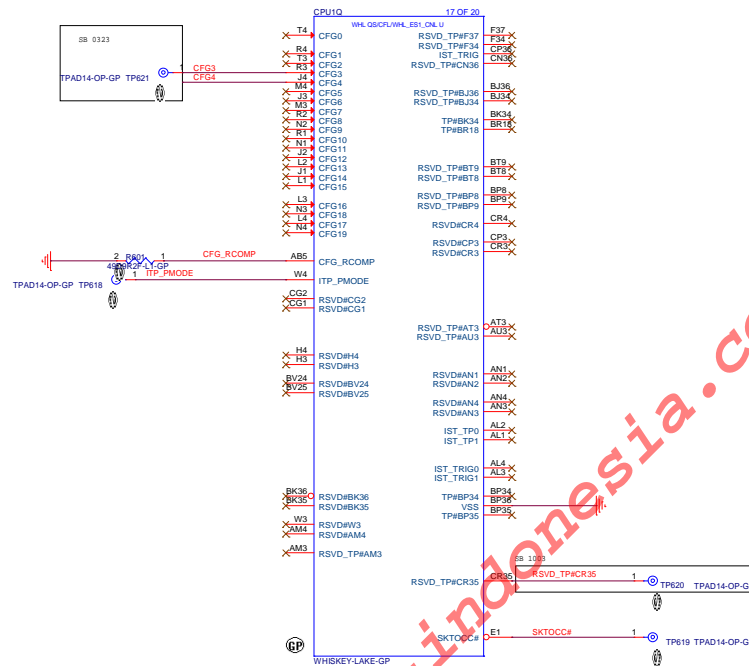 CPU1Q 17 OF 20
WHL QS/CFL/WHL_ES1_CNL U
SB 0323
TPAD14-OP-GP TP621 1 CFG3
CFG4
T4 CFG0
R4 CFG1
T3 CFG2
R3 CFG3
J4 CFG4
M4 CFG5
J3 CFG6
M3 CFG7
R2 CFG8
N2 CFG9
R1 CFG10
N1 CFG11
J2 CFG12
L2 CFG13
J1 CFG14
L1 CFG15
L3 CFG16
N3 CFG18
L4 CFG17
N4 CFG19
2 R601 1 CFG_RCOMP AB5 CFG_RCOMP
49D9R2F-L1-GP
TPAD14-OP-GP TP618 1 ITP_PMODE W4 ITP_PMODE
CG2 RSVD#CG2
CG1 RSVD#CG1
H4 RSVD#H4
H3 RSVD#H3
BV24 RSVD#BV24
BV25 RSVD#BV25
BK36 RSVD#BK36
BK35 RSVD#BK35
W3 RSVD#W3
AM4 RSVD#AM4
AM3 RSVD_TP#AM3
RSVD_TP#F37 F37
RSVD_TP#F34 F34
IST_TRIG CP36
RSVD_TP#CN36 CN36
RSVD_TP#BJ36 BJ36
RSVD_TP#BJ34 BJ34
TP#BK34 BK34
TP#BR18 BR18
RSVD_TP#BT9 BT9
RSVD_TP#BT8 BT8
RSVD_TP#BP8 BP8
RSVD_TP#BP9 BP9
RSVD#CR4 CR4
RSVD#CP3 CP3
RSVD#CR3 CR3
RSVD_TP#AT3 AT3
RSVD_TP#AU3 AU3
RSVD#AN1 AN1
RSVD#AN2 AN2
RSVD#AN4 AN4
RSVD#AN3 AN3
IST_TP0 AL2
IST_TP1 AL1
IST_TRIG0 AL4
IST_TRIG1 AL3
TP#BP34 BP34
VSS BP36
TP#BP35 BP35
SB 1003
RSVD_TP#CR35 CR35 RSVD_TP#CR35 1 TP620 TPAD14-OP-G
SKTOCC# E1 SKTOCC# 1 TP619 TPAD14-OP-G
GP
WHISKEY-LAKE-GP
indonesia.co